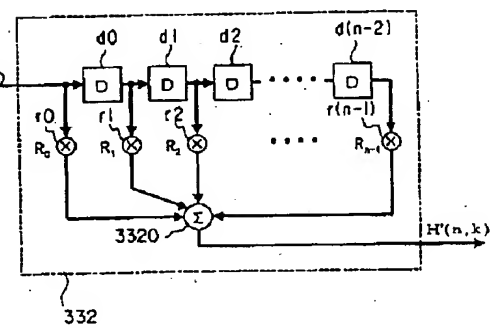 d0 d1 d2 d(n-2)
D D D D
r0 r1 r2 r(n-1)
R₀ R₁ R₂ Rₙ₋₁
Σ
3320
H'(n,k)
332